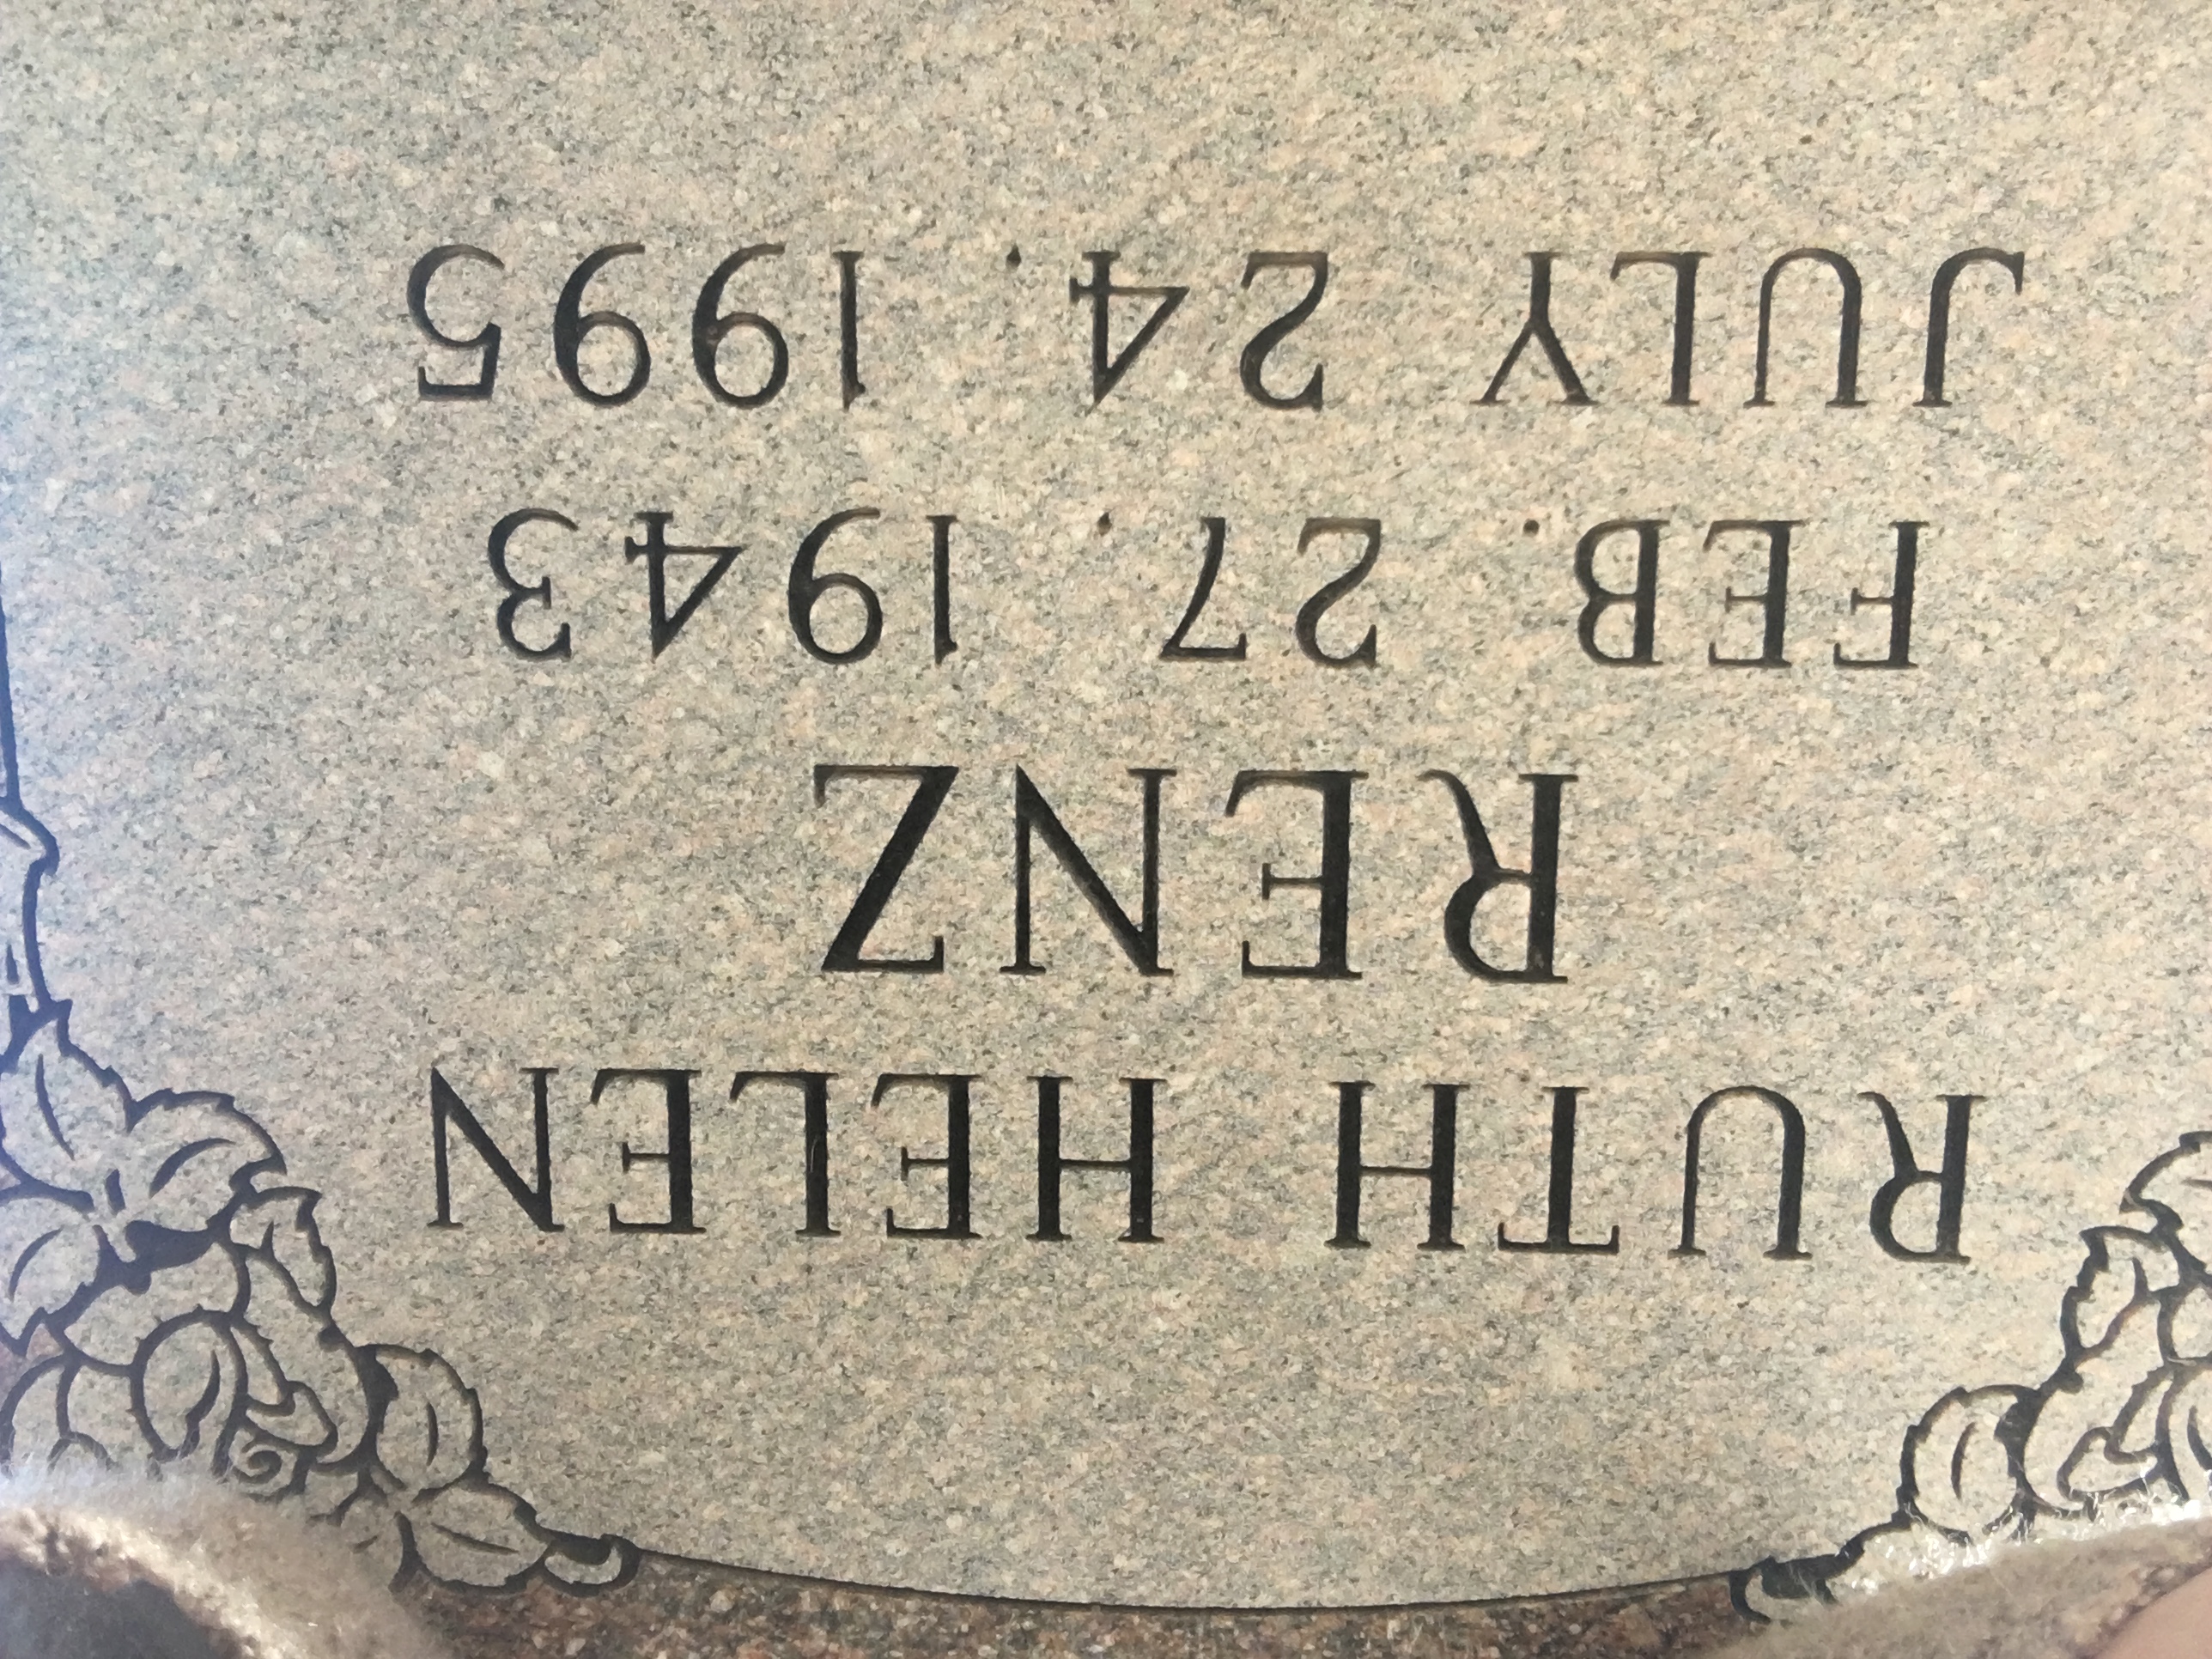 RUTH HELEN
RENZ
FEB. 27, 1943
JULY 24, 1995